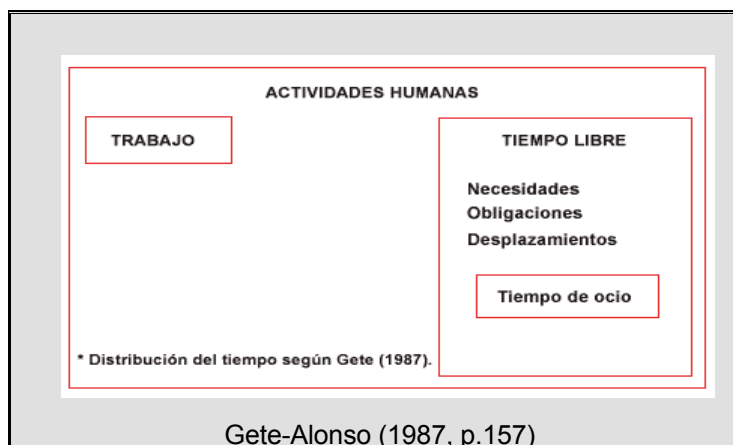 ACTIVIDADES HUMANAS
TRABAJO
TIEMPO LIBRE
Necesidades
Obligaciones
Desplazamientos
Tiempo de ocio
* Distribución del tiempo según Gete (1987).
Gete-Alonso (1987, p.157)